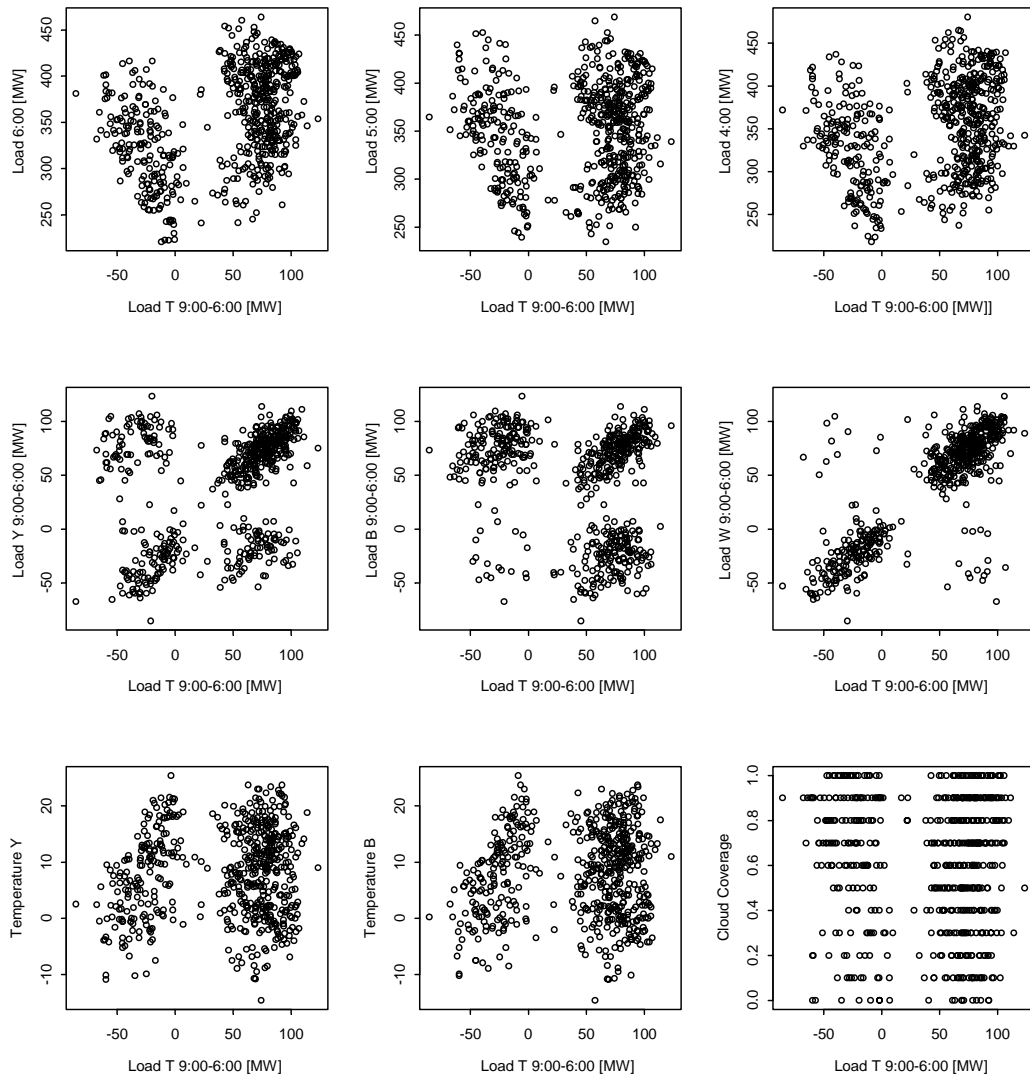 Load 6:00 [MW]
250 300 350 400 450
-50 0 50 100
Load T 9:00-6:00 [MW]
Load 5:00 [MW]
250 300 350 400 450
-50 0 50 100
Load T 9:00-6:00 [MW]
Load 4:00 [MW]
250 300 350 400 450
-50 0 50 100
Load T 9:00-6:00 [MW]]
Load Y 9:00-6:00 [MW]
-50 0 50 100
-50 0 50 100
Load T 9:00-6:00 [MW]
Load B 9:00-6:00 [MW]
-50 0 50 100
-50 0 50 100
Load T 9:00-6:00 [MW]
Load W 9:00-6:00 [MW]
-50 0 50 100
-50 0 50 100
Load T 9:00-6:00 [MW]
Temperature Y
-10 0 10 20
-50 0 50 100
Load T 9:00-6:00 [MW]
Temperature B
-10 0 10 20
-50 0 50 100
Load T 9:00-6:00 [MW]
Cloud Coverage
0.0 0.2 0.4 0.6 0.8 1.0
-50 0 50 100
Load T 9:00-6:00 [MW]